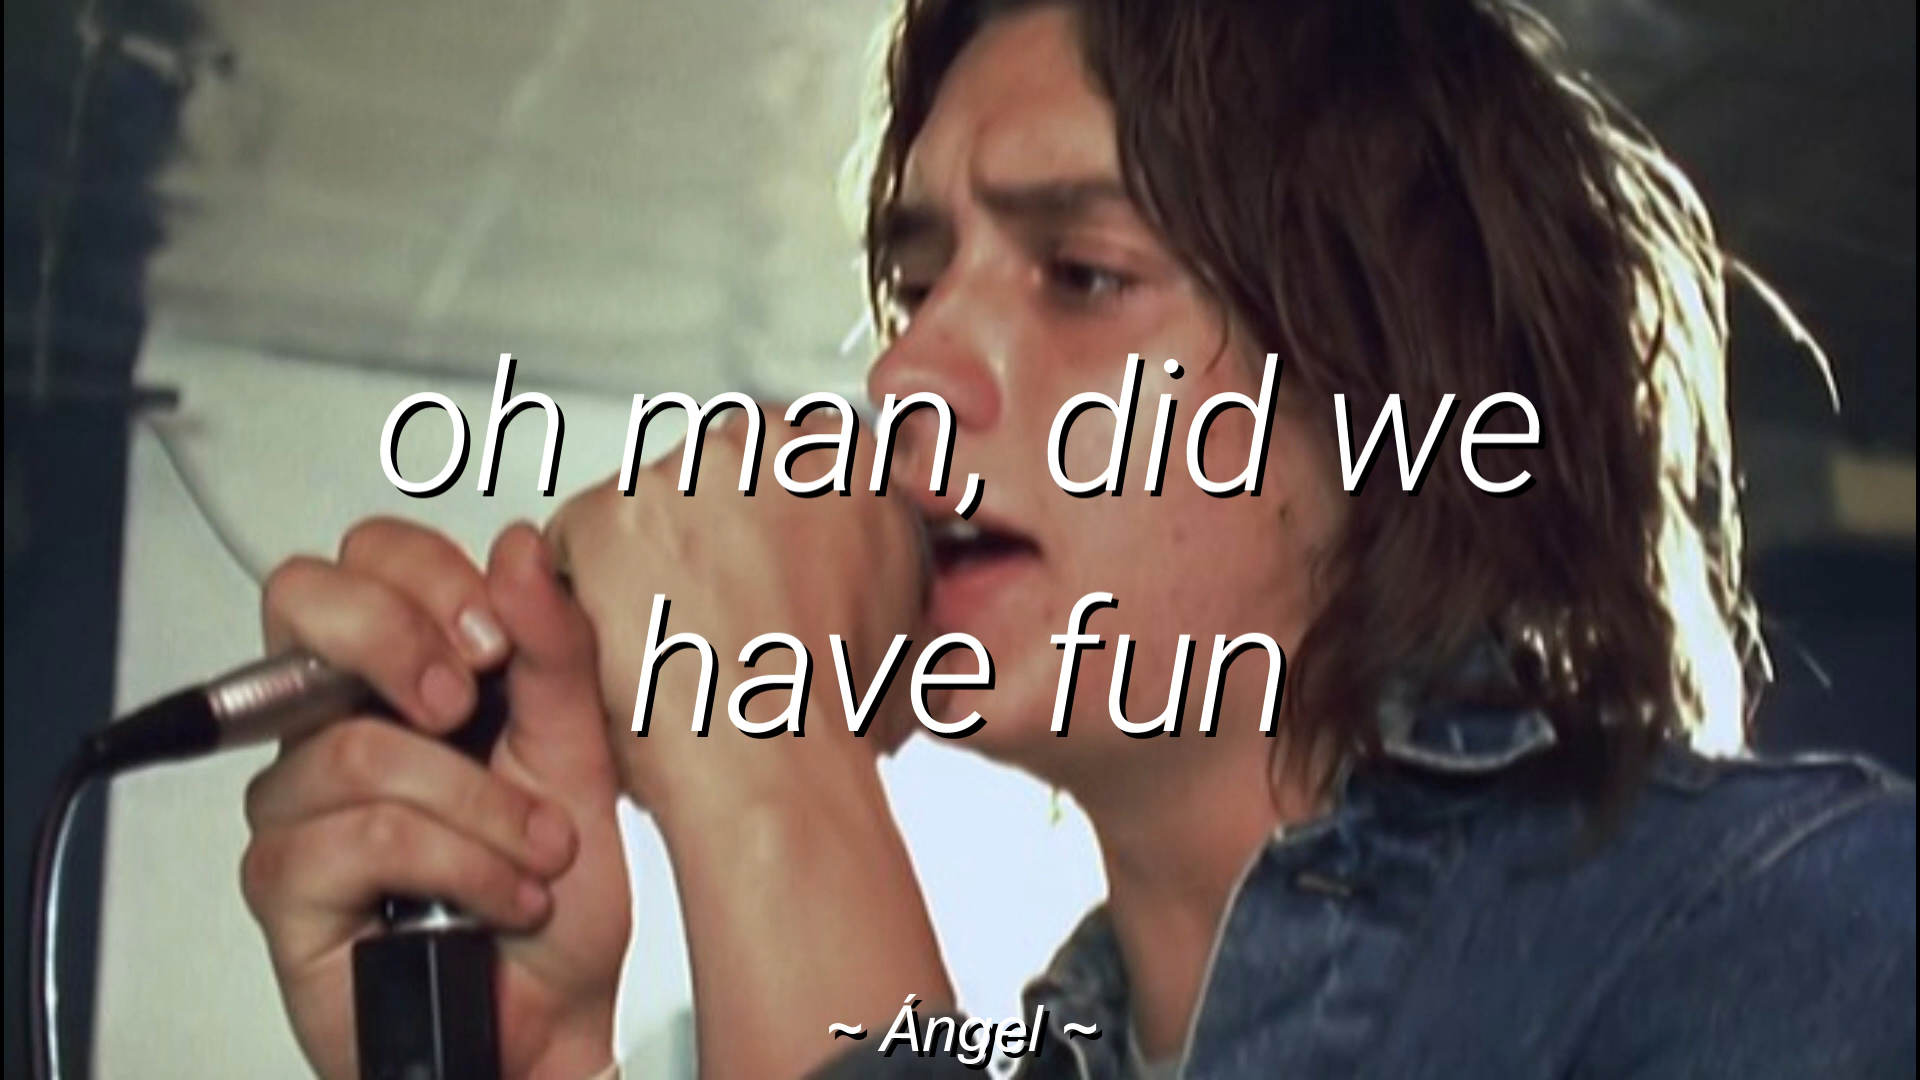 oh man, did we
have fun
~ Ángel ~